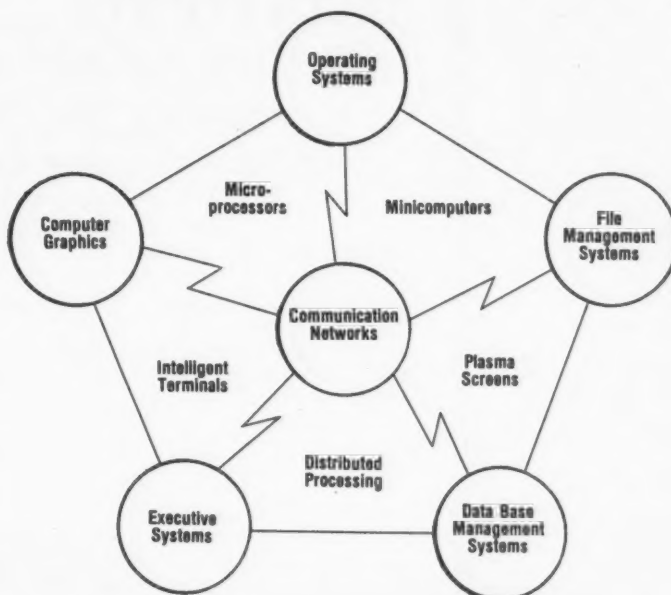 Operating
Systems
Micro-
processors
Minicomputers
Computer
Graphics
File
Management
Systems
Communication
Networks
Intelligent
Terminals
Plasma
Screens
Distributed
Processing
Executive
Systems
Data Base
Management
Systems